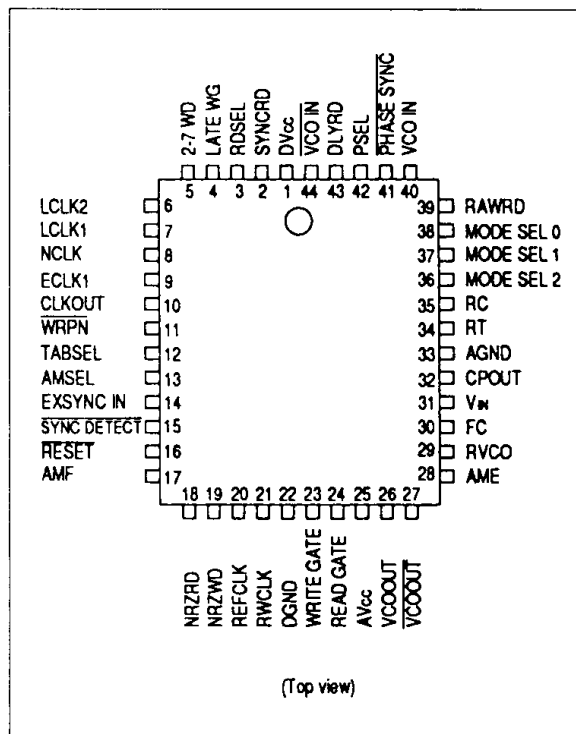 2-7 WD
LATE WG
RDSEL
SYNCRD
DVcc
VCO IN
DLYRD
PSEL
PHASE SYNC
VCO IN
5 4 3 2 1 44 43 42 41 40
LCLK2 6
LCLK1 7
NCLK 8
ECLK1 9
CLKOUT 10
WRPN 11
TABSEL 12
AMSEL 13
EXSYNC IN 14
SYNC DETECT 15
RESET 16
AMF 17
39 RAWRD
38 MODE SEL 0
37 MODE SEL 1
36 MODE SEL 2
35 RC
34 RT
33 AGND
32 CPOUT
31 VIN
30 FC
29 RVCO
28 AME
18 19 20 21 22 23 24 25 26 27
NRZRD
NRZWD
REFCLK
RWCLK
DGND
WRITE GATE
READ GATE
AVcc
VCOOUT
VCOOUT
(Top view)